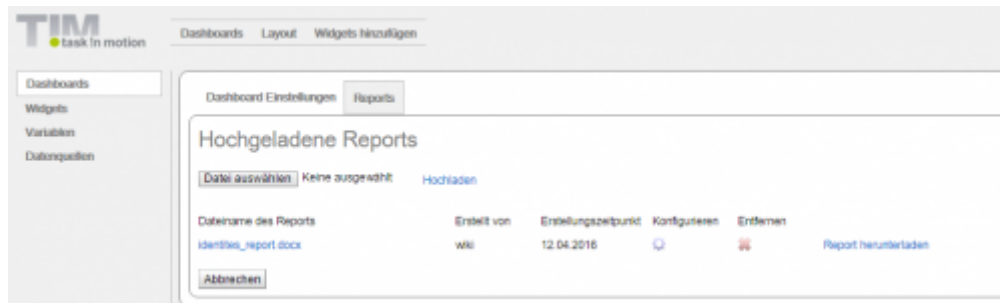 TIM
task in motion
Dashboards Layout Widgets hinzufügen
Dashboards
Widgets
Variablen
Datenquellen
Dashboard Einstellungen Reports
Hochgeladene Reports
Datei auswählen Keine ausgewählt Hochladen
Dateiname des Reports Erstellt von Erstellungszeitpunkt Konfigurieren Entfernen
identites_report.docx wiki 12.04.2016 Report herunterladen
Abbrechen